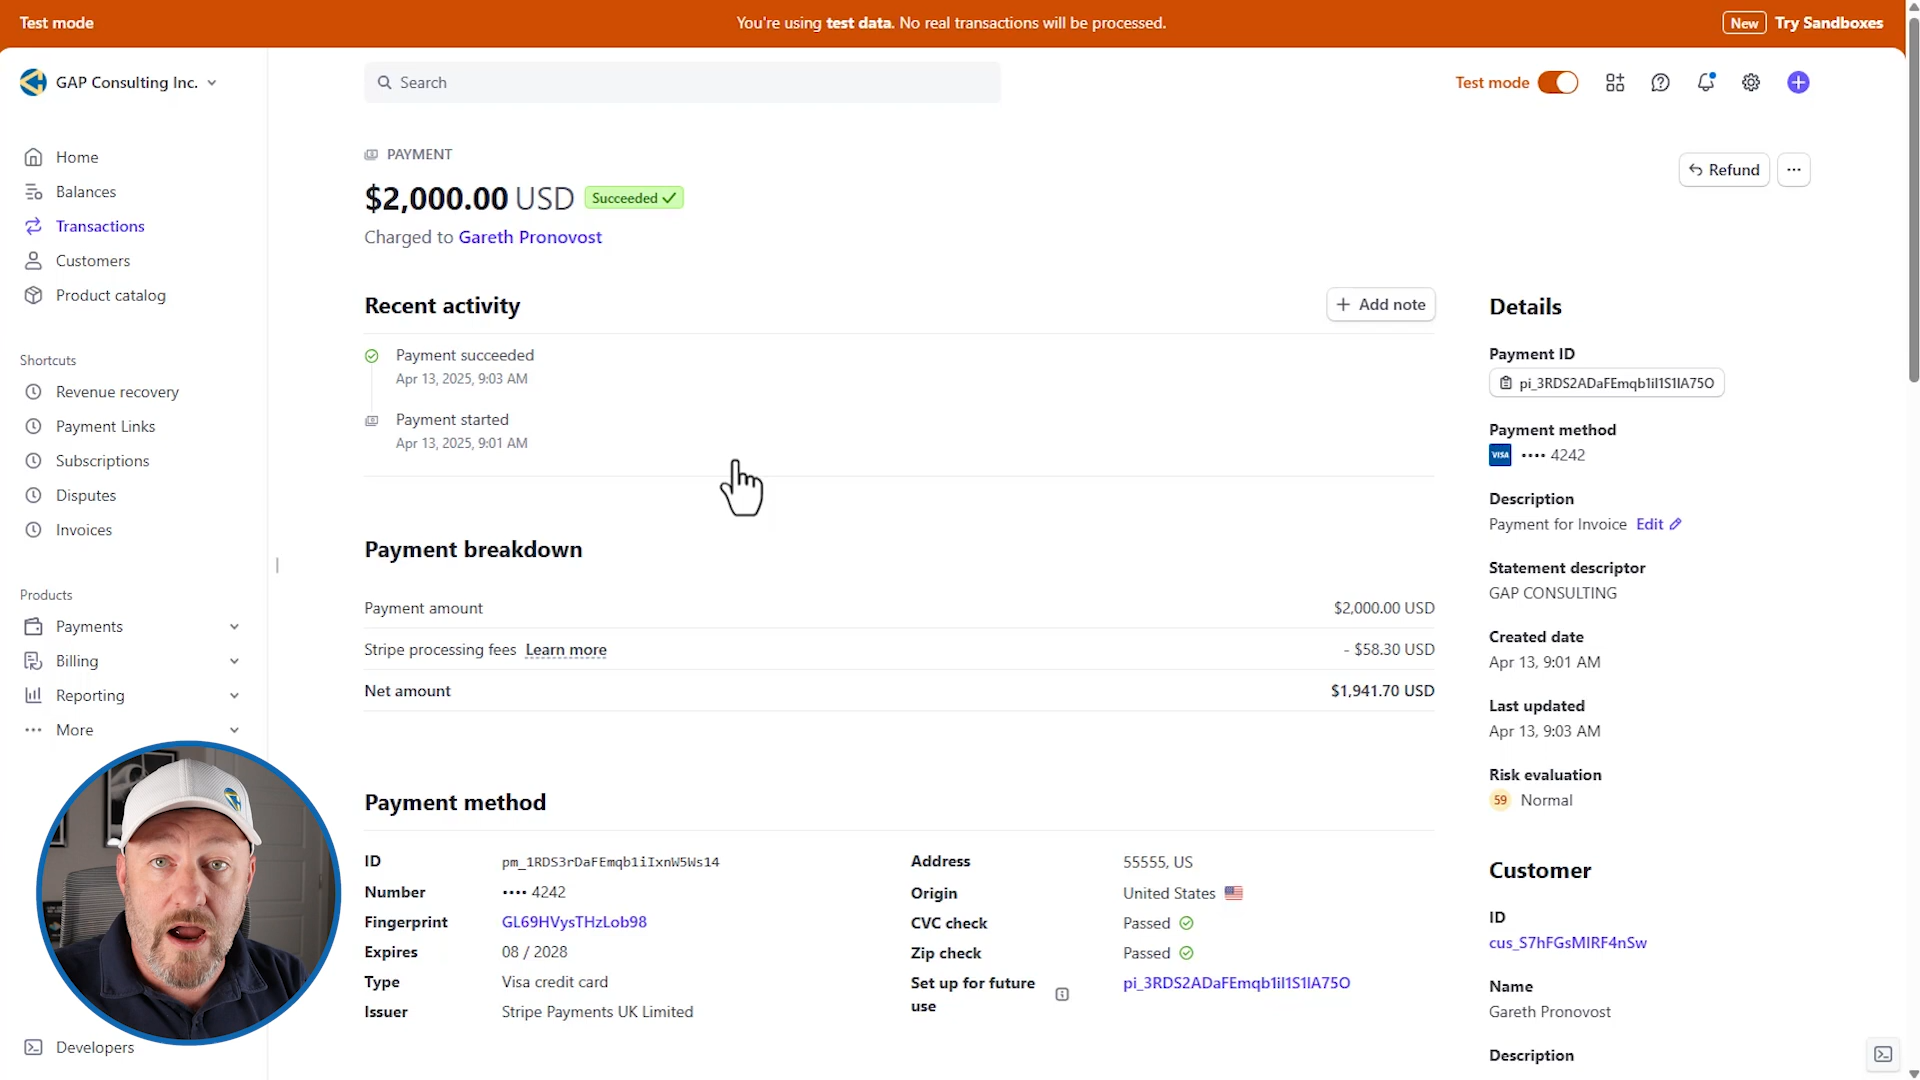 Test mode
You're using test data. No real transactions will be processed.
New Try Sandboxes
GAP Consulting Inc.
Search
Test mode
Home
Balances
Transactions
Customers
Product catalog
Shortcuts
Revenue recovery
Payment Links
Subscriptions
Disputes
Invoices
Products
Payments
Billing
Reporting
More
Developers
PAYMENT
$2,000.00 USD Succeeded
Charged to Gareth Pronovost
Refund
Recent activity
Add note
Payment succeeded
Apr 13, 2025, 9:03 AM
Payment started
Apr 13, 2025, 9:01 AM
Payment breakdown
Payment amount $2,000.00 USD
Stripe processing fees Learn more - $58.30 USD
Net amount $1,941.70 USD
Payment method
ID pm_1RDS3rDaFEmqb1iIxnW5Ws14
Number •••• 4242
Fingerprint GL69HVysTHzLob98
Expires 08 / 2028
Type Visa credit card
Issuer Stripe Payments UK Limited
Address 55555, US
Origin United States
CVC check Passed
Zip check Passed
Set up for future use pi_3RDS2ADaFEmqb1iI1S1IA75O
Details
Payment ID
pi_3RDS2ADaFEmqb1iI1S1IA75O
Payment method
VISA •••• 4242
Description
Payment for Invoice Edit
Statement descriptor
GAP CONSULTING
Created date
Apr 13, 9:01 AM
Last updated
Apr 13, 9:03 AM
Risk evaluation
59 Normal
Customer
ID
cus_S7hFGsMIRF4nSw
Name
Gareth Pronovost
Description